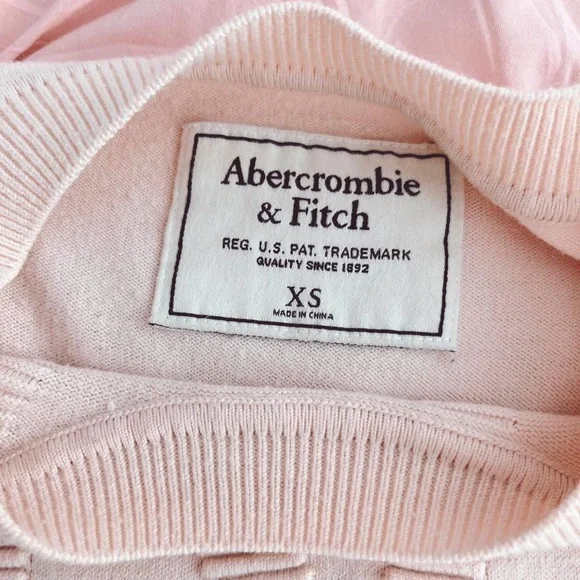 Abercrombie
& Fitch
REG. U.S. PAT. TRADEMARK
QUALITY SINCE 1892
XS
MADE IN CHINA